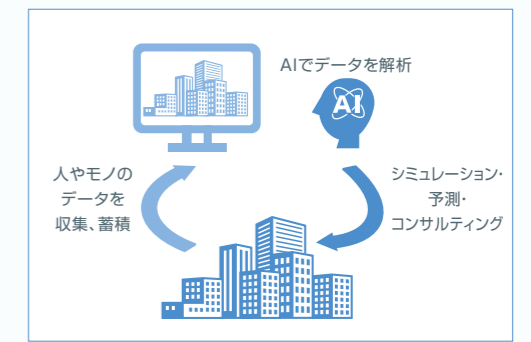 AIでデータを解析
AI
人やモノの
データを
収集、蓄積
シミュレーション・
予測・
コンサルティング